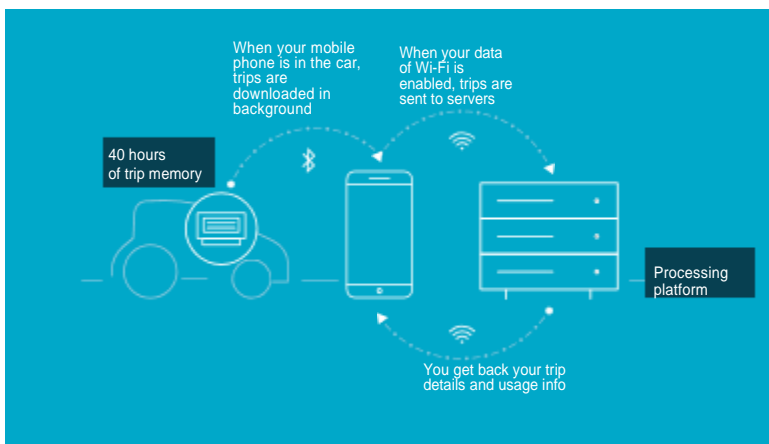 When your mobile
phone is in the car,
trips are
downloaded in
background
When your data
of Wi-Fi is
enabled, trips are
sent to servers
40 hours
of trip memory
Processing
platform
You get back your trip
details and usage info